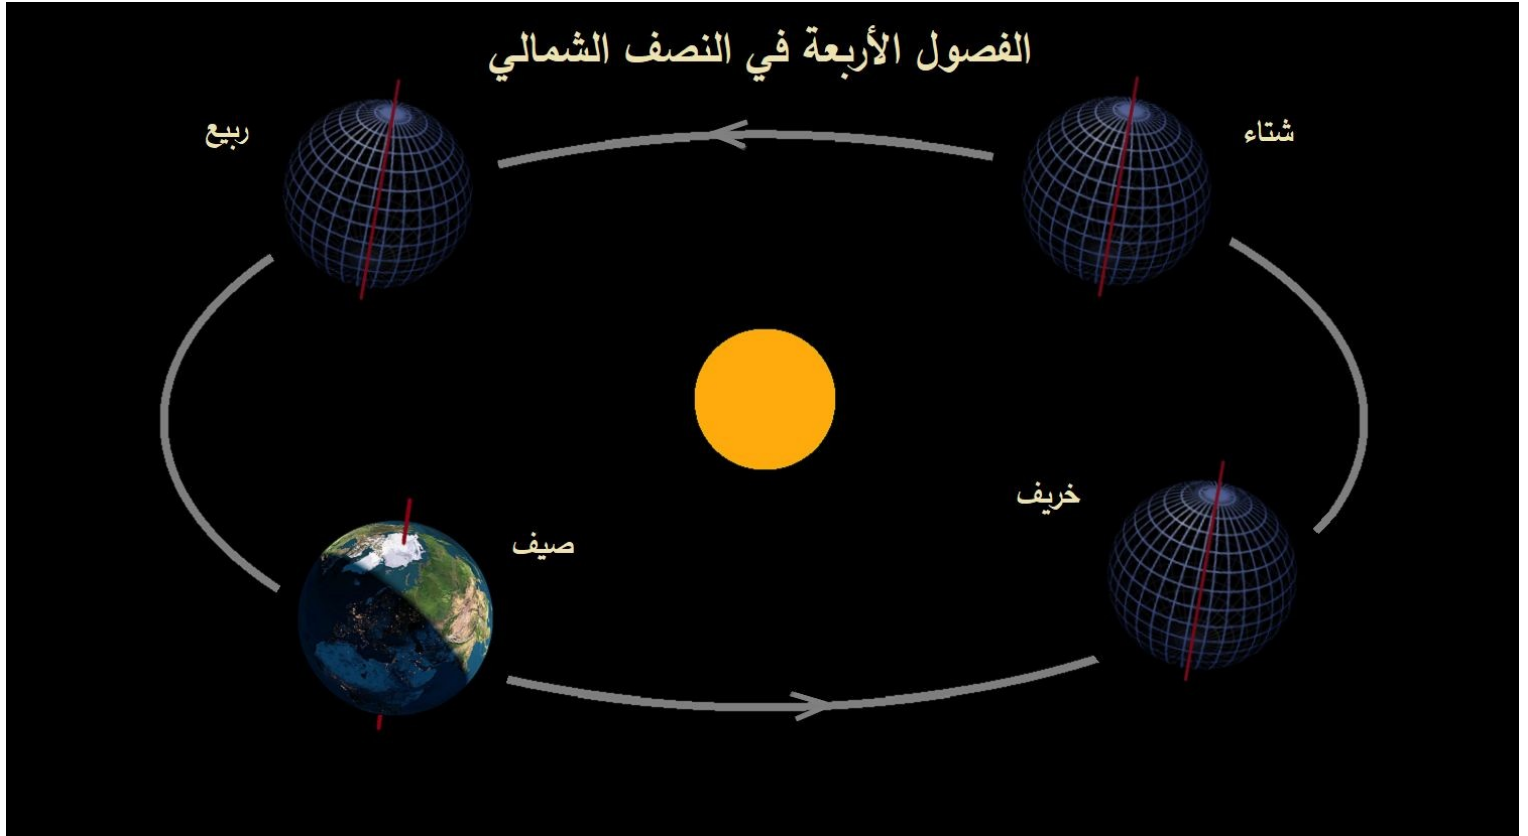 الفصول الأربعة في النصف الشمالي
شتاء
ربيع
خريف
صيف